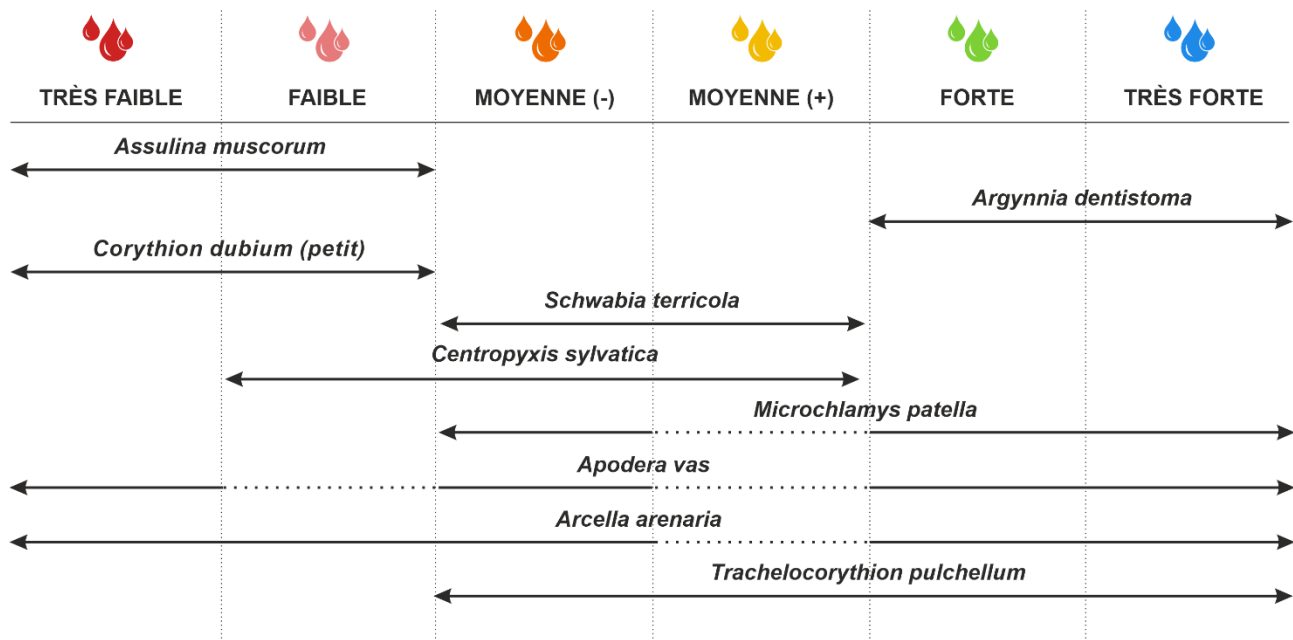 TRÈS FAIBLE FAIBLE MOYENNE (-) MOYENNE (+) FORTE TRÈS FORTE
Assulina muscorum
Argynnia dentistoma
Corythion dubium (petit)
Schwabia terricola
Centropyxis sylvatica
Microchlamys patella
Apodera vas
Arcella arenaria
Trachelocorythion pulchellum